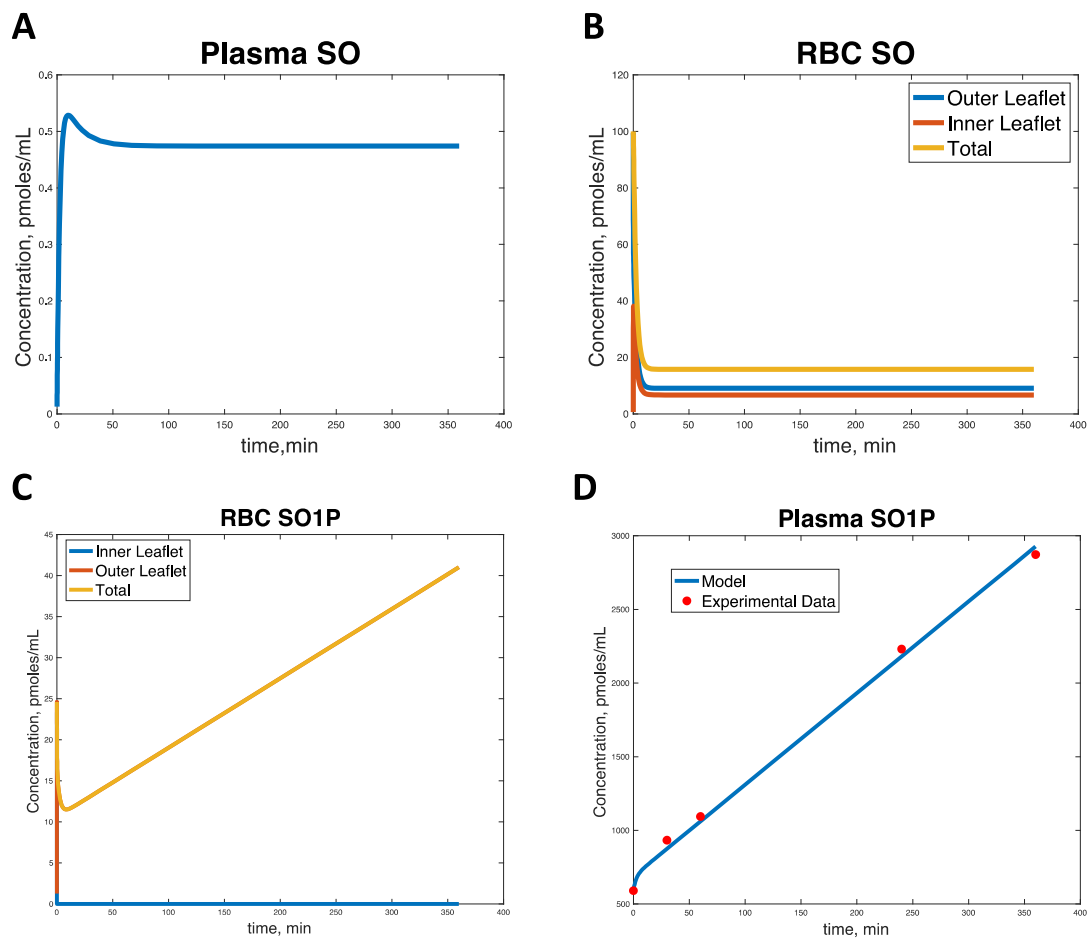 A
Plasma SO
0.6
0.5
0.4
0.3
0.2
0.1
0
Concentration, pmoles/mL
0 50 100 150 200 250 300 350 400
time,min
B
RBC SO
120
100
80
60
40
20
0
Concentration, pmoles/mL
Outer Leaflet
Inner Leaflet
Total
0 50 100 150 200 250 300 350 400
time, min
C
RBC SO1P
45
40
35
30
25
20
15
10
5
0
Concentration, pmoles/mL
Inner Leaflet
Outer Leaflet
Total
0 50 100 150 200 250 300 350 400
time, min
D
Plasma SO1P
3000
2500
2000
1500
1000
500
Concentration, pmoles/mL
Model
Experimental Data
0 50 100 150 200 250 300 350 400
time, min